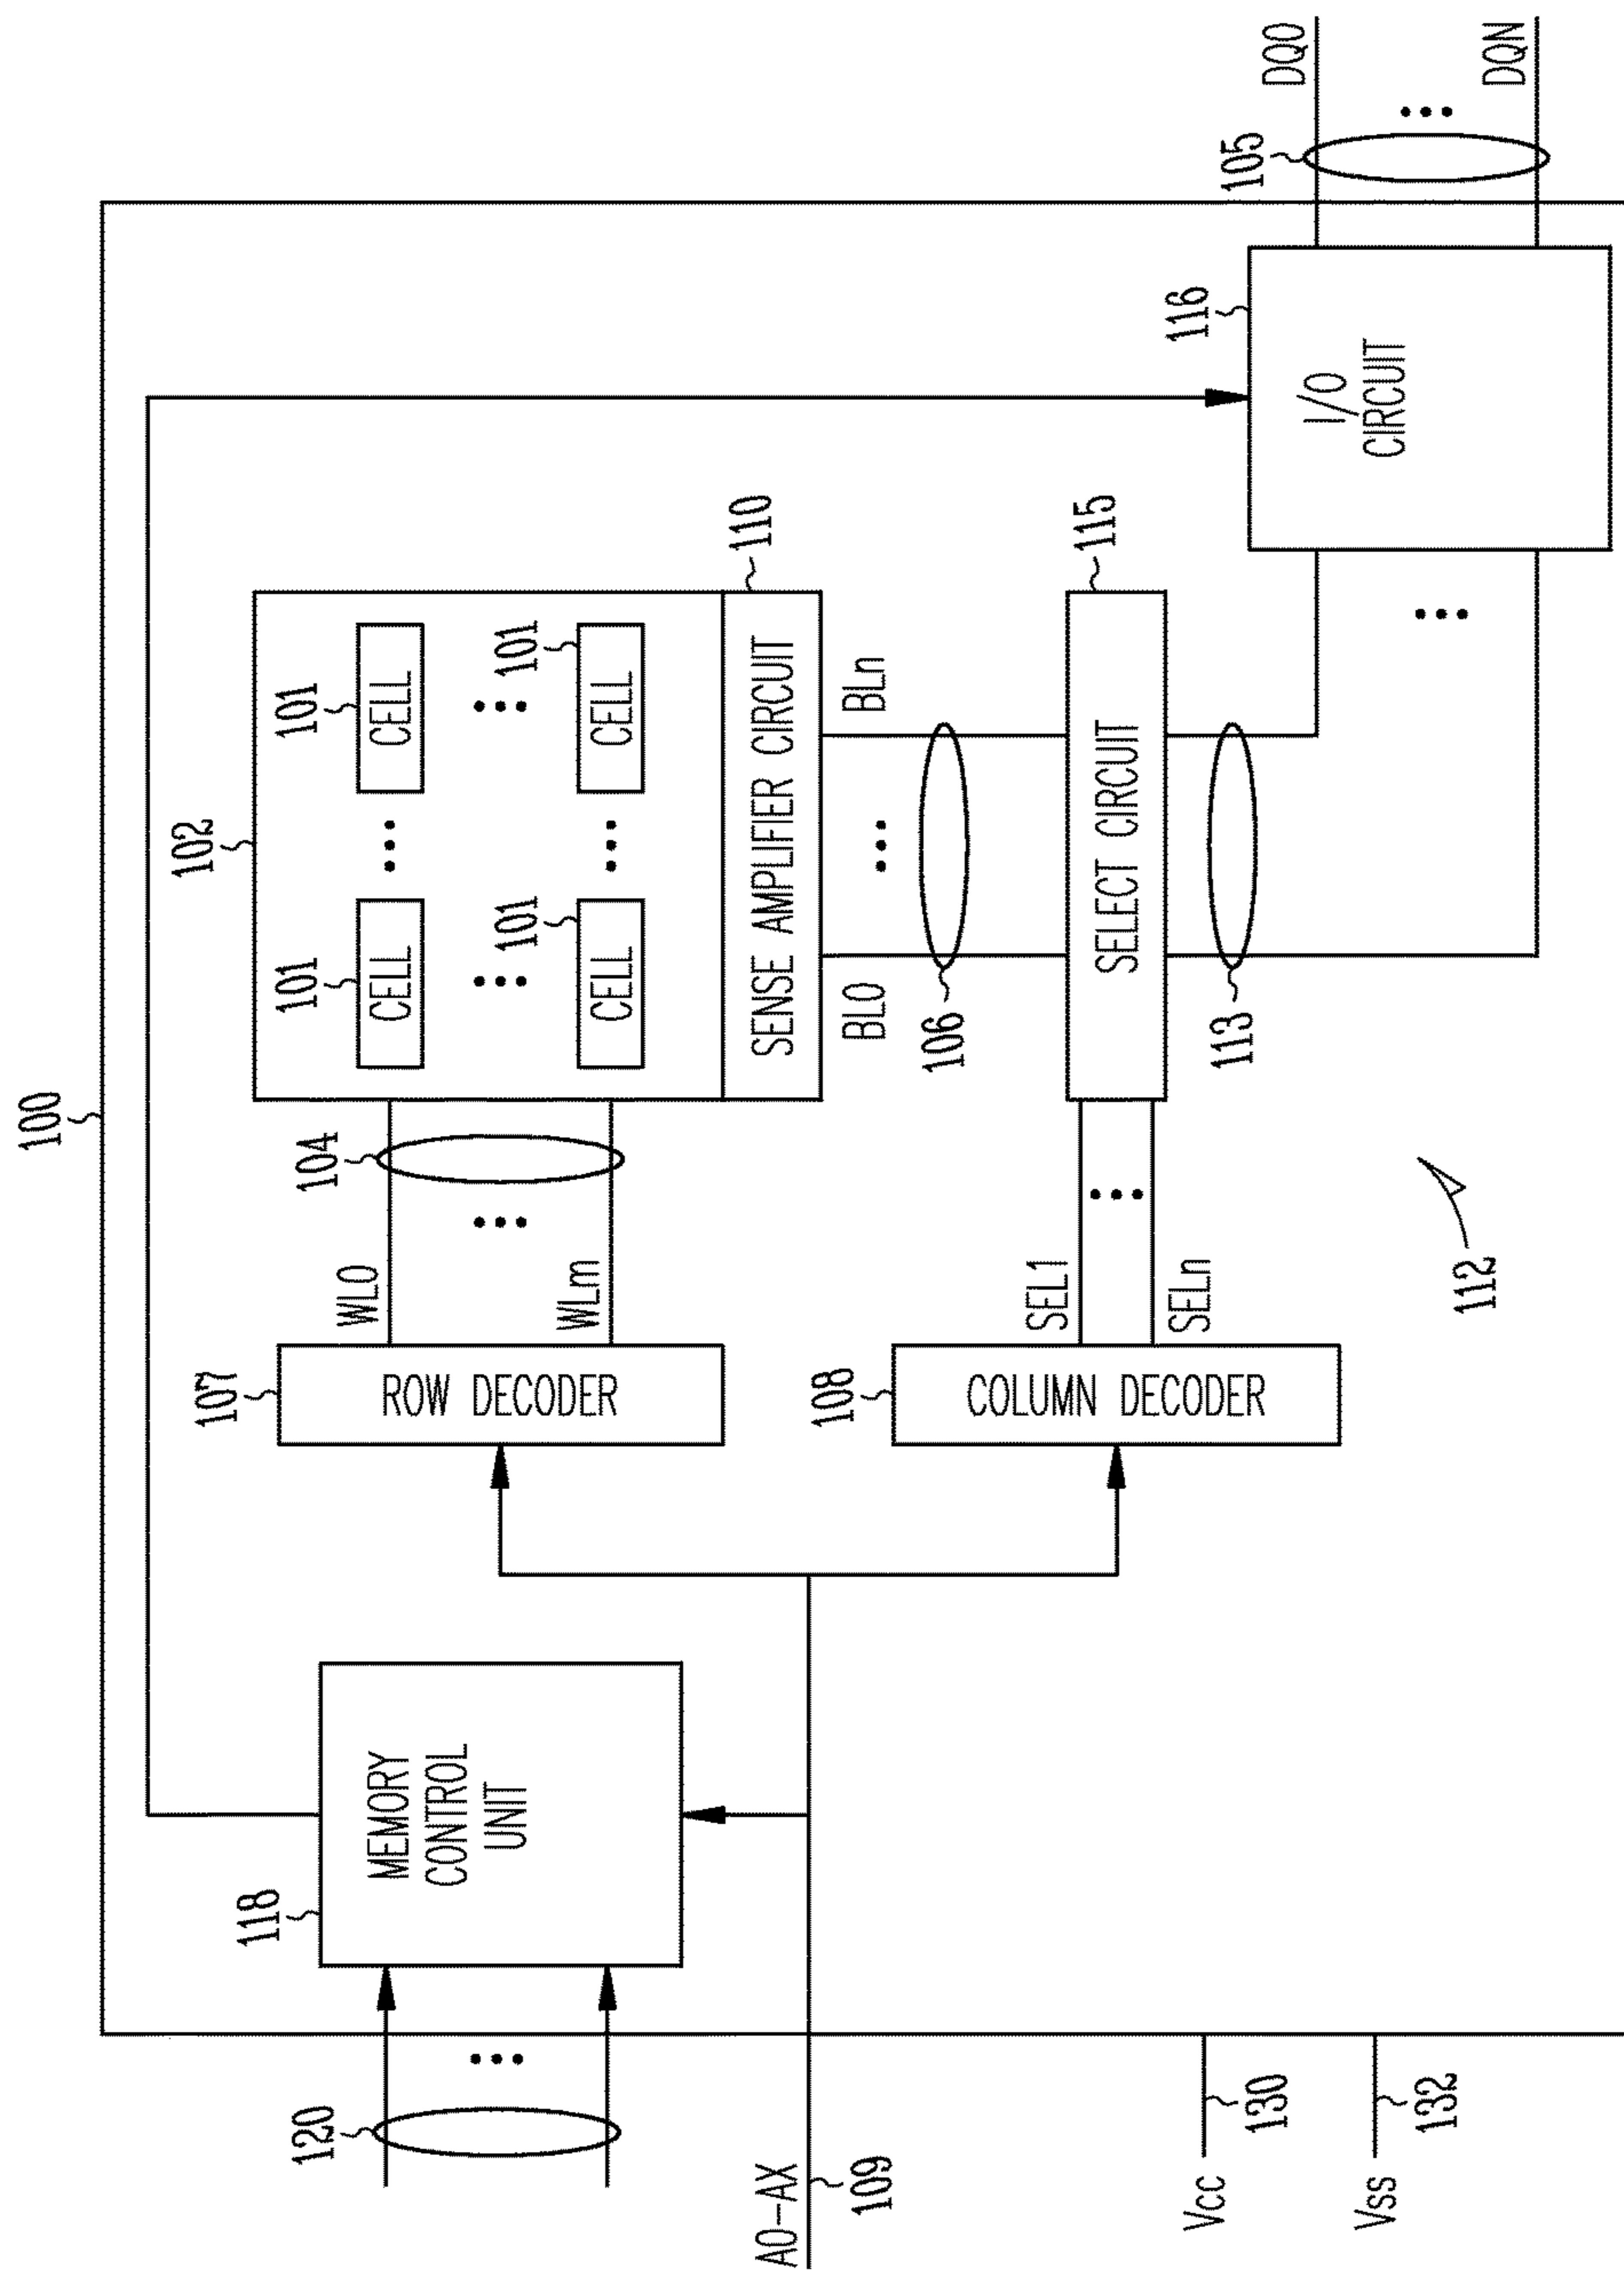 100
102
101
CELL
101
CELL
101
CELL
101
CELL
SENSE AMPLIFIER CIRCUIT
110
104
WL0
WLm
107
ROW DECODER
118
MEMORY
CONTROL
UNIT
120
A0-AX
109
BL0
BLn
106
108
COLUMN DECODER
SEL1
SELn
SELECT CIRCUIT
115
113
116
I/O
CIRCUIT
105
DQ0
DQN
112
Vcc
130
Vss
132